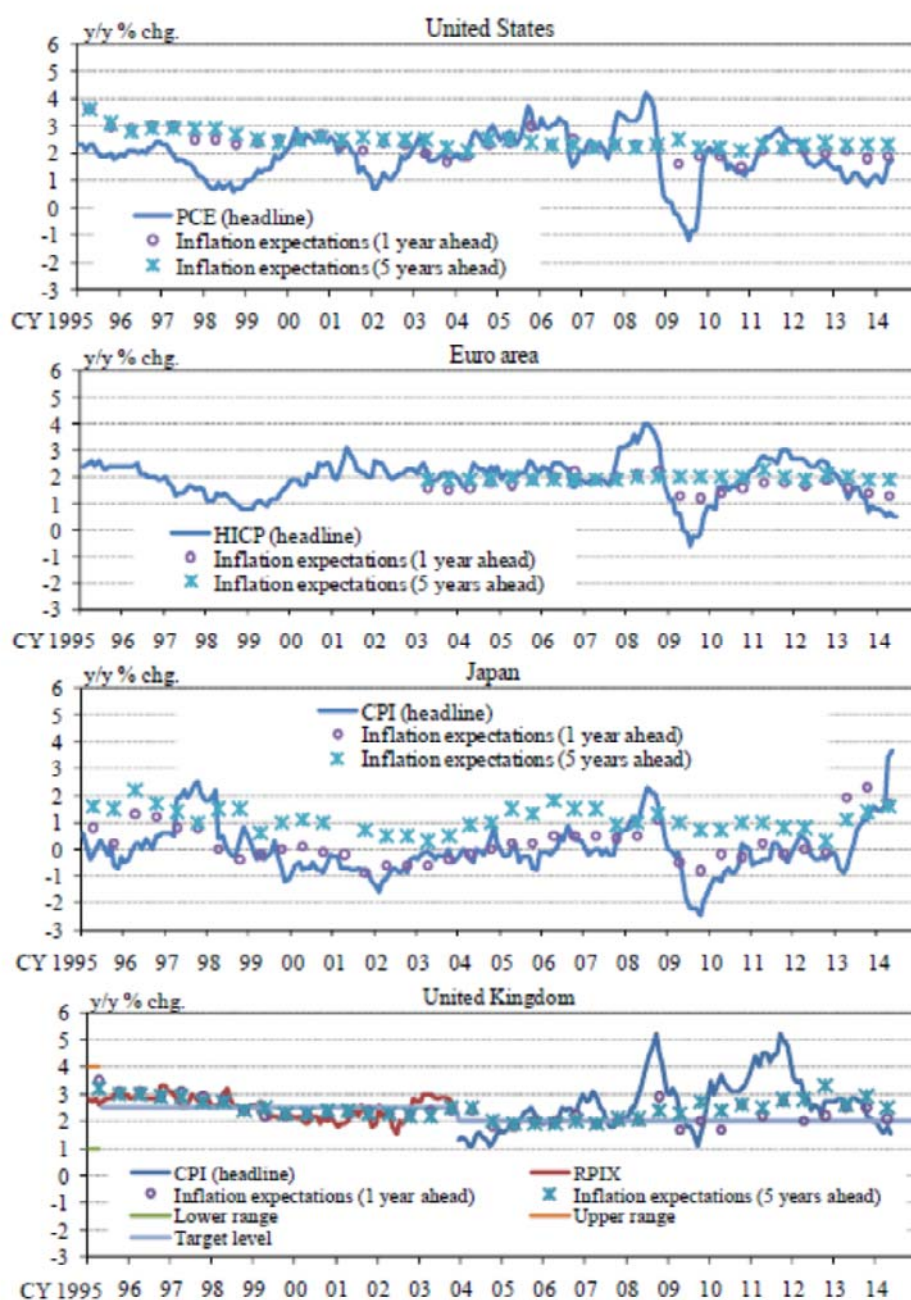 United States
y/y % chg.
6
5
4
3
2
1
0
-1
-2
-3
PCE (headline)
Inflation expectations (1 year ahead)
Inflation expectations (5 years ahead)
CY 1995 96 97 98 99 00 01 02 03 04 05 06 07 08 09 10 11 12 13 14
Euro area
y/y % chg.
6
5
4
3
2
1
0
-1
-2
-3
HICP (headline)
Inflation expectations (1 year ahead)
Inflation expectations (5 years ahead)
CY 1995 96 97 98 99 00 01 02 03 04 05 06 07 08 09 10 11 12 13 14
Japan
y/y % chg.
6
5
4
3
2
1
0
-1
-2
-3
CPI (headline)
Inflation expectations (1 year ahead)
Inflation expectations (5 years ahead)
CY 1995 96 97 98 99 00 01 02 03 04 05 06 07 08 09 10 11 12 13 14
United Kingdom
y/y % chg.
6
5
4
3
2
1
0
-1
-2
-3
CPI (headline) RPIX
Inflation expectations (1 year ahead) Inflation expectations (5 years ahead)
Lower range Upper range
Target level
CY 1995 96 97 98 99 00 01 02 03 04 05 06 07 08 09 10 11 12 13 14